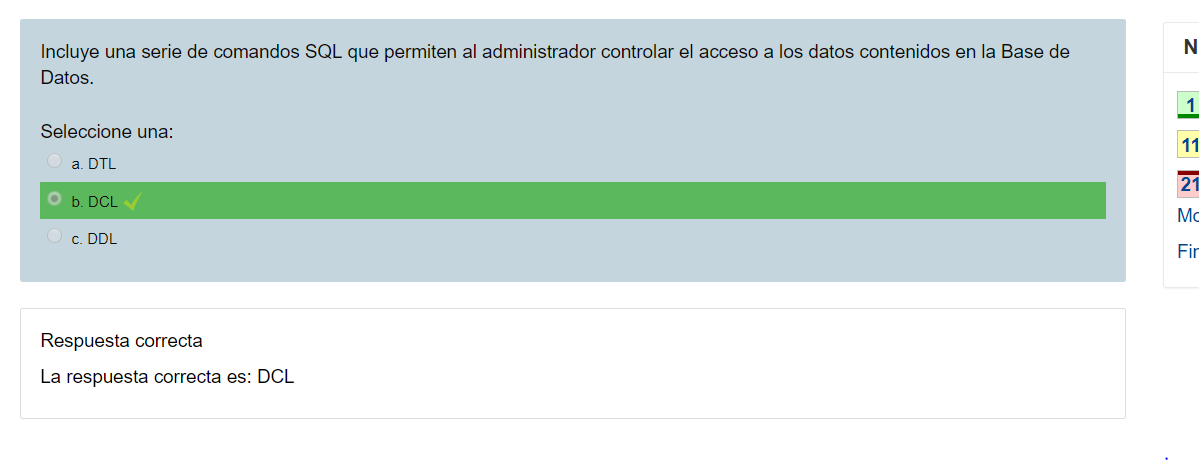 Incluye una serie de comandos SQL que permiten al administrador controlar el acceso a los datos contenidos en la Base de
Datos.
Seleccione una:
a. DTL
b. DCL
c. DDL
Respuesta correcta
La respuesta correcta es: DCL
N
1
11
21
Mo
Fin